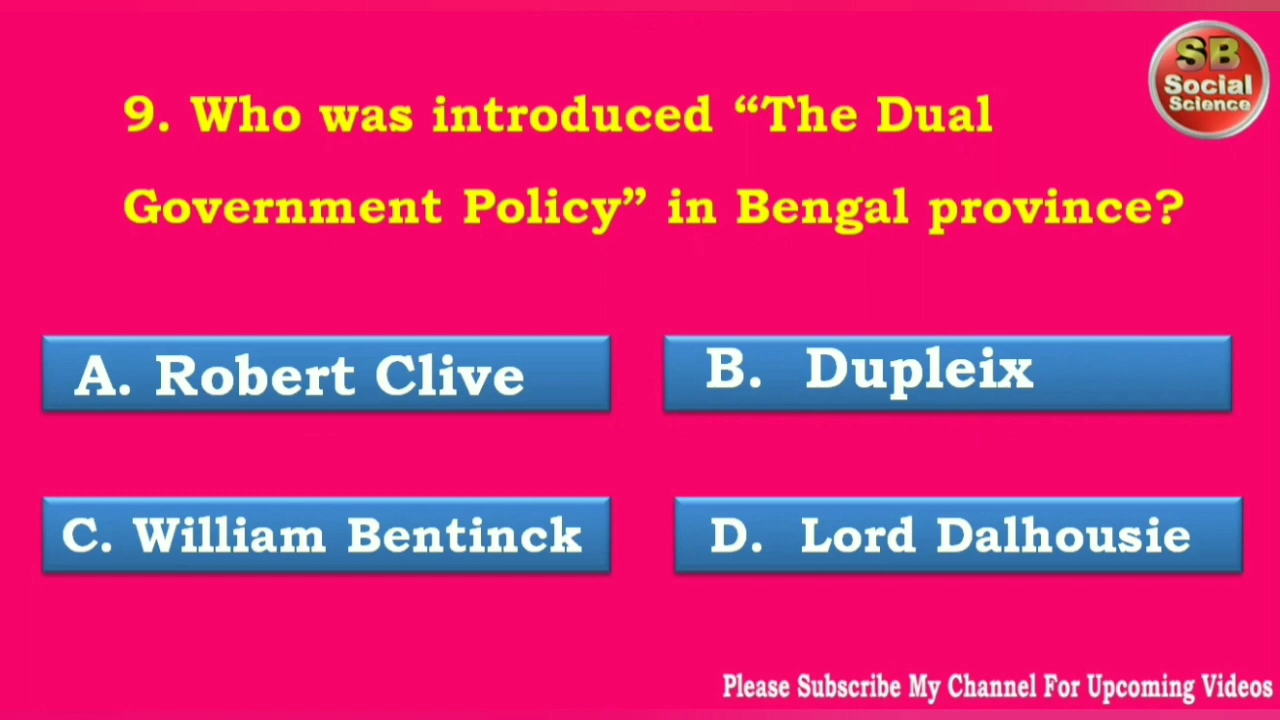 SB
Social
Science
9. Who was introduced “The Dual
Government Policy” in Bengal province?
A. Robert Clive
B. Dupleix
C. William Bentinck
D. Lord Dalhousie
Please Subscribe My Channel For Upcoming Videos